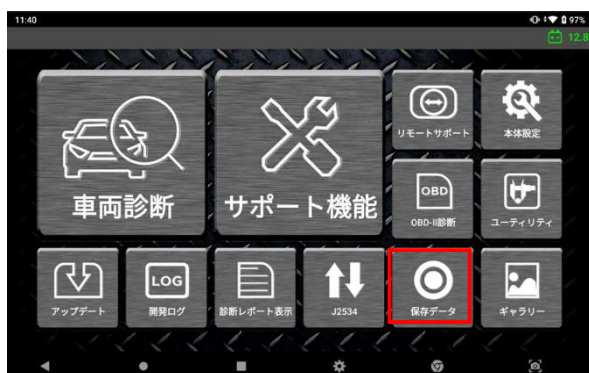 11:40
97%
12.8
車両診断
サポート機能
リモートサポート
本体設定
OBD
OBD-II診断
ユーティリティ
アップデート
LOG
開発ログ
診断レポート表示
J2534
保存データ
ギャラリー